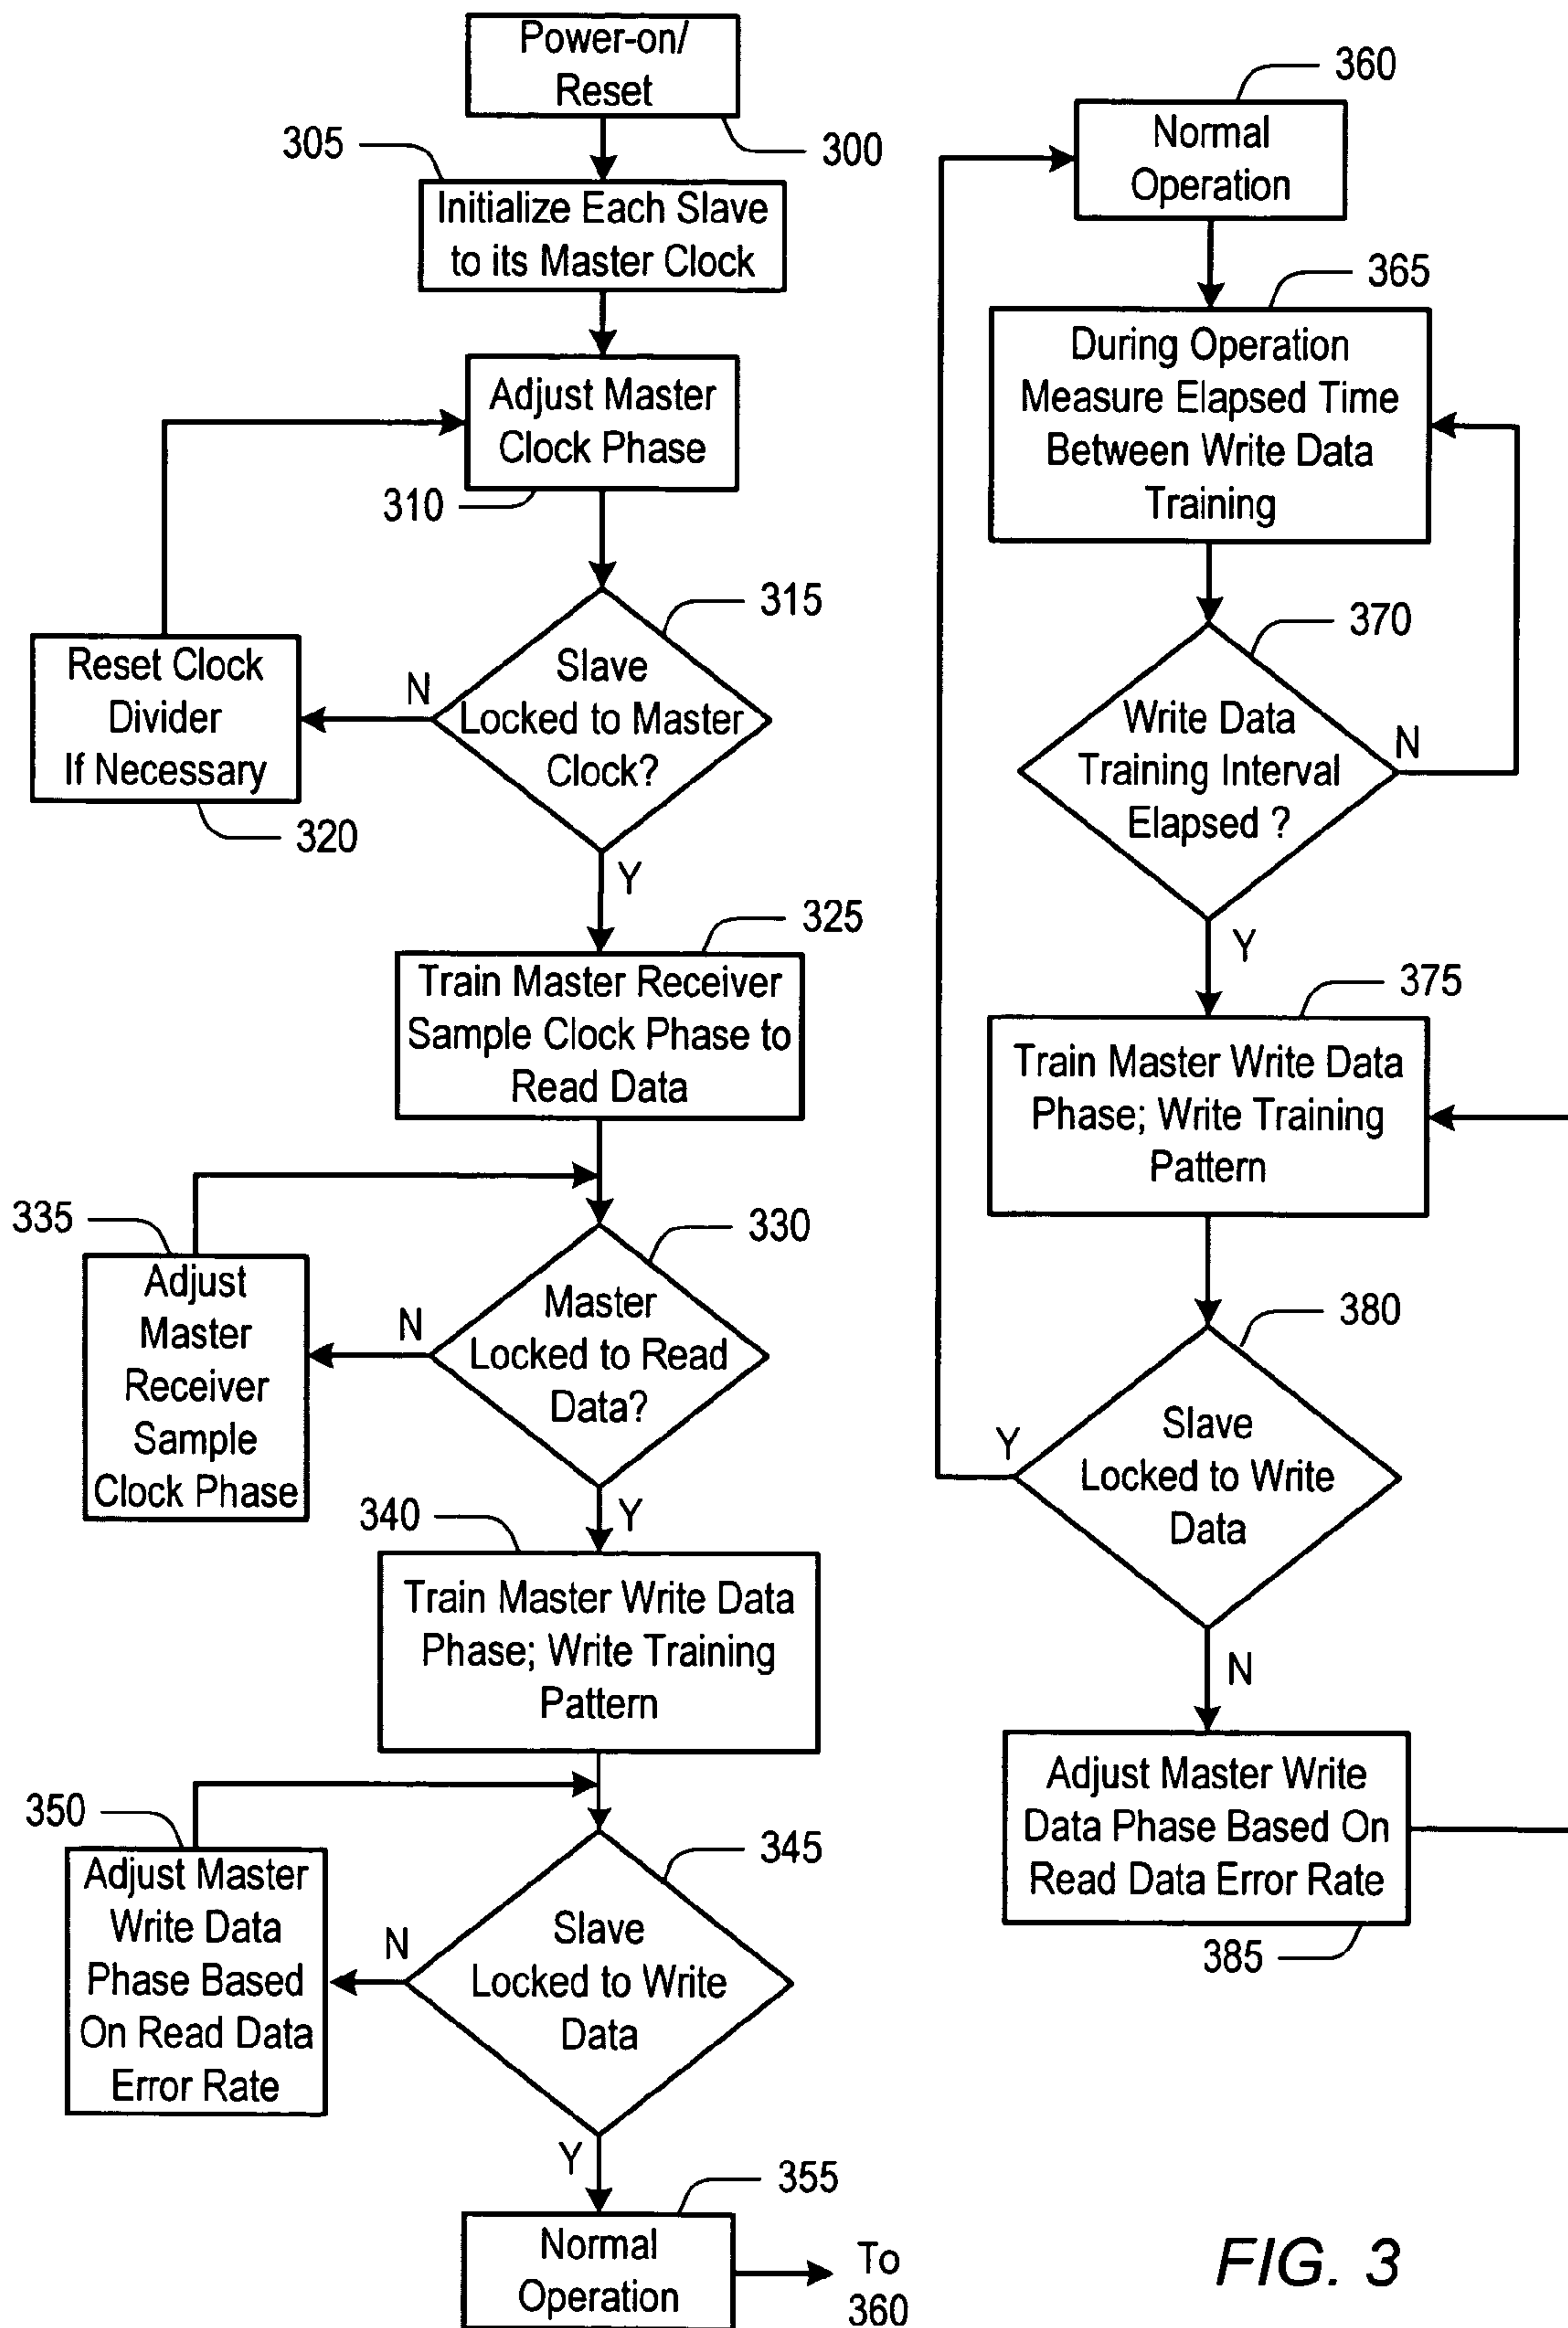 Power-on/
Reset
300
305
Initialize Each Slave
to its Master Clock
Adjust Master
Clock Phase
310
315
Slave
Locked to Master
Clock?
N
Y
Reset Clock
Divider
If Necessary
320
325
Train Master Receiver
Sample Clock Phase to
Read Data
330
Master
Locked to Read
Data?
N
Y
335
Adjust
Master
Receiver
Sample
Clock Phase
340
Train Master Write Data
Phase; Write Training
Pattern
345
Slave
Locked to Write
Data
N
Y
350
Adjust Master
Write Data
Phase Based
On Read Data
Error Rate
355
Normal
Operation
To
360
360
Normal
Operation
365
During Operation
Measure Elapsed Time
Between Write Data
Training
370
Write Data
Training Interval
Elapsed ?
N
Y
375
Train Master Write Data
Phase; Write Training
Pattern
380
Slave
Locked to Write
Data
Y
N
Adjust Master Write
Data Phase Based On
Read Data Error Rate
385
FIG. 3